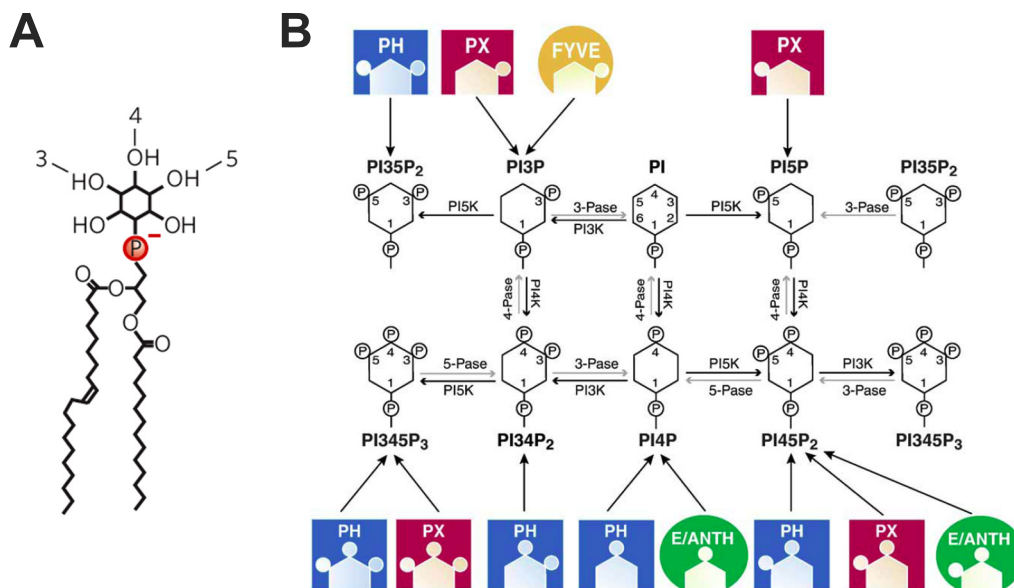 A
B
4
3
5
OH
HO
OH
HO
OH
P
O
O
O
O
PH
PX
FYVE
PX
PI35P2
PI3P
PI
PI5P
PI35P2
P
5
3
P
1
P
PI5K
3
P
1
P
3-Pase
PI3K
5
4
3
6
1
2
P
PI5K
P
5
1
P
3-Pase
P
5
3
P
1
P
4-Pase
PI4K
4-Pase
PI4K
4-Pase
PI4K
P
P
5
4
3
P
1
P
5-Pase
PI5K
P
4
3
P
1
P
3-Pase
PI3K
P
4
1
P
PI5K
5-Pase
P
P
5
4
1
P
PI3K
3-Pase
P
P
5
4
3
P
1
P
PI345P3
PI34P2
PI4P
PI45P2
PI345P3
PH
PX
PH
PH
E/ANTH
PH
PX
E/ANTH